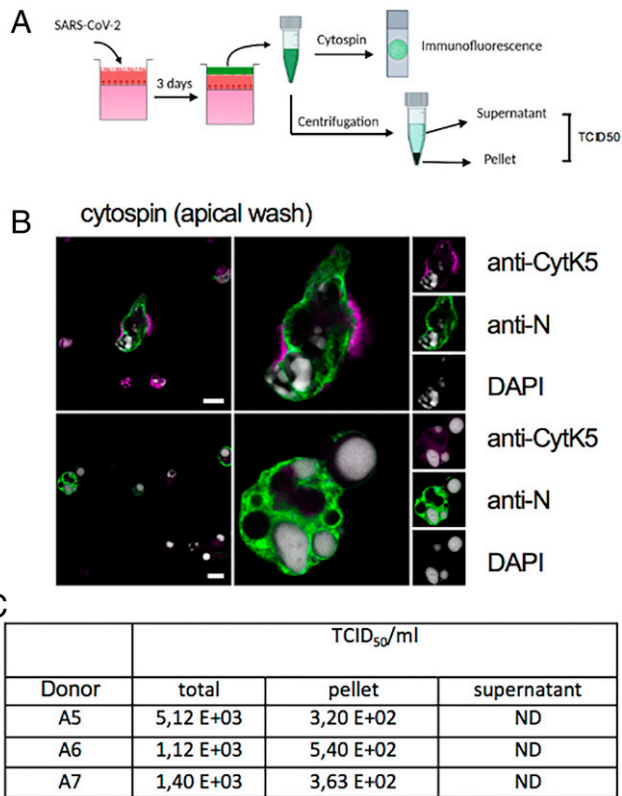 A
SARS-CoV-2
3 days
Cytospin
Immunofluorescence
Centrifugation
Supernatant
Pellet
TCID50
B
cytospin (apical wash)
anti-CytK5
anti-N
DAPI
anti-CytK5
anti-N
DAPI
TCID50/ml
Donor total pellet supernatant
A5 5,12 E+03 3,20 E+02 ND
A6 1,12 E+03 5,40 E+02 ND
A7 1,40 E+03 3,63 E+02 ND